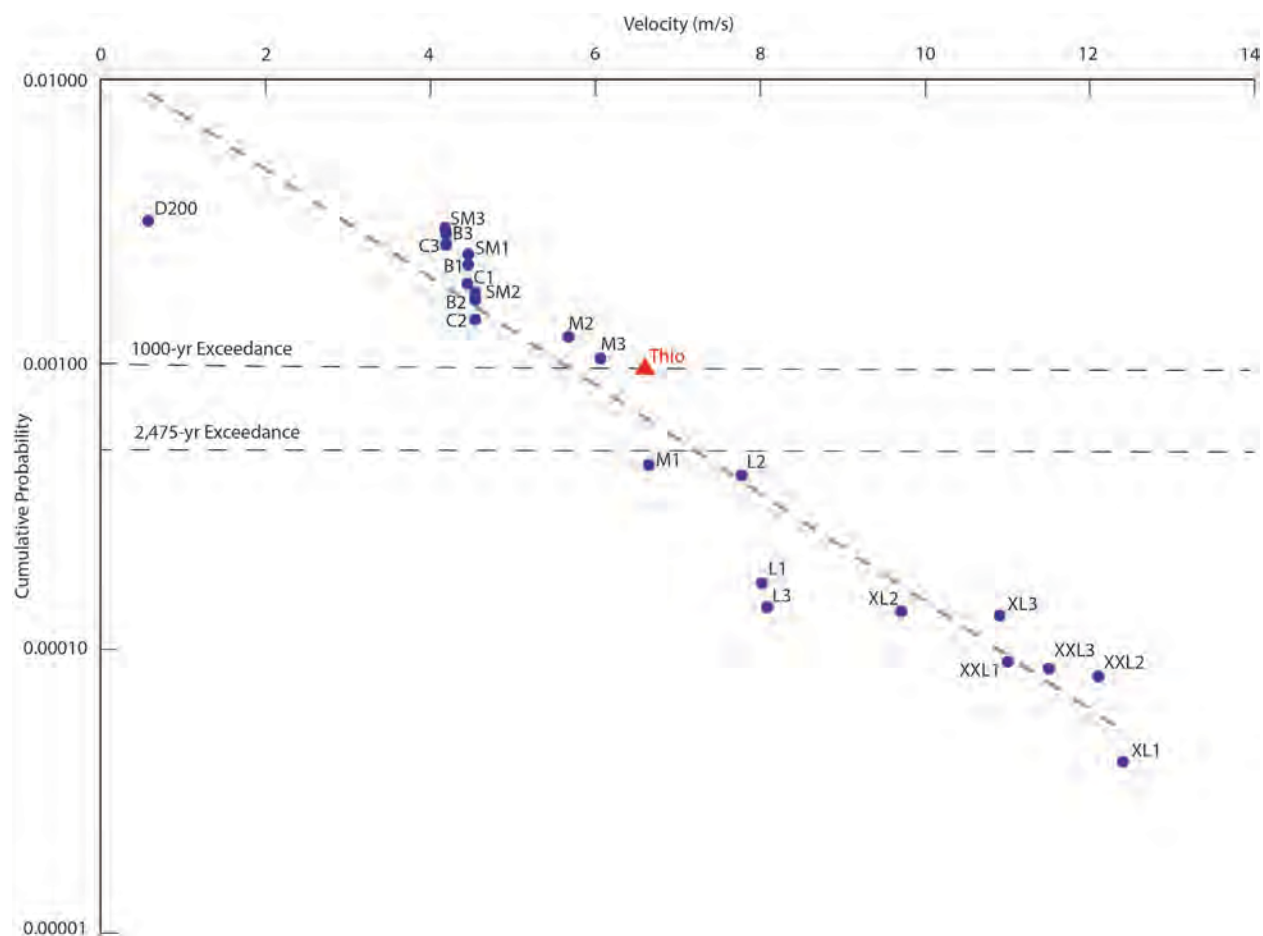 Velocity (m/s)
0 2 4 6 8 10 12 14
0.01000
D200
SM3
B3
C3
SM1
B1
C1
SM2
B2
C2
M2
M3
1000-yr Exceedance
Thio
0.00100
2,475-yr Exceedance
M1
L2
Cumulative Probability
L1
L3
XL2
XL3
0.00010
XXL1
XXL3
XXL2
XL1
0.00001